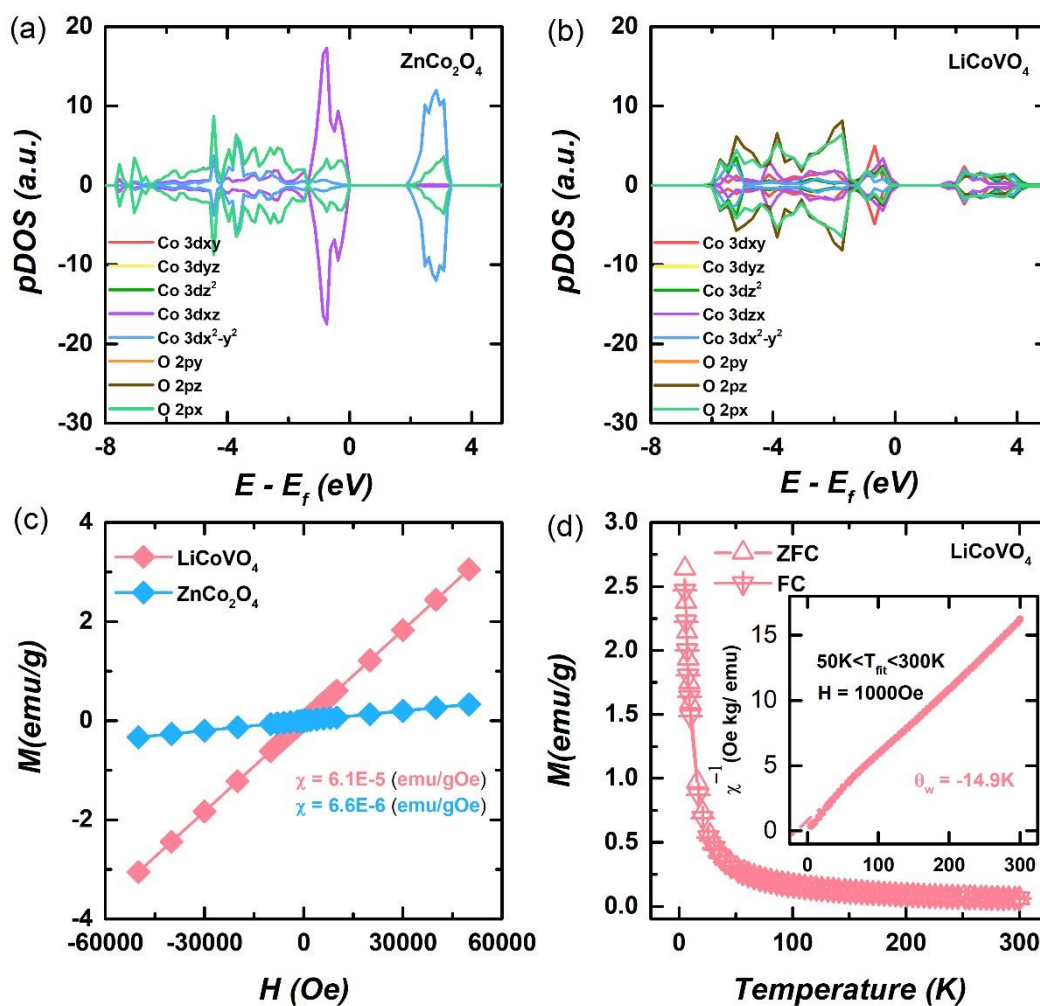 (a)
ZnCo₂O₄
20
10
0
-10
-20
-30
pDOS (a.u.)
Co 3dxy
Co 3dyz
Co 3dz²
Co 3dxz
Co 3dx²-y²
O 2py
O 2pz
O 2px
-8
-4
0
4
E - E_f (eV)
(b)
LiCoVO₄
20
10
0
-10
-20
-30
pDOS (a.u.)
Co 3dxy
Co 3dyz
Co 3dz²
Co 3dzx
Co 3dx²-y²
O 2py
O 2pz
O 2px
-8
-4
0
4
E - E_f (eV)
(c)
4
2
0
-2
-4
M(emu/g)
LiCoVO₄
ZnCo₂O₄
χ = 6.1E-5 (emu/gOe)
χ = 6.6E-6 (emu/gOe)
-60000
-30000
0
30000
60000
H (Oe)
(d)
3.0
2.5
2.0
1.5
1.0
0.5
0.0
M(emu/g)
ZFC
FC
LiCoVO₄
15
10
5
0
χ⁻¹(Oe kg/ emu)
50K<T_fit<300K
H = 1000Oe
θ_w = -14.9K
0
100
200
300
0
100
200
300
Temperature (K)